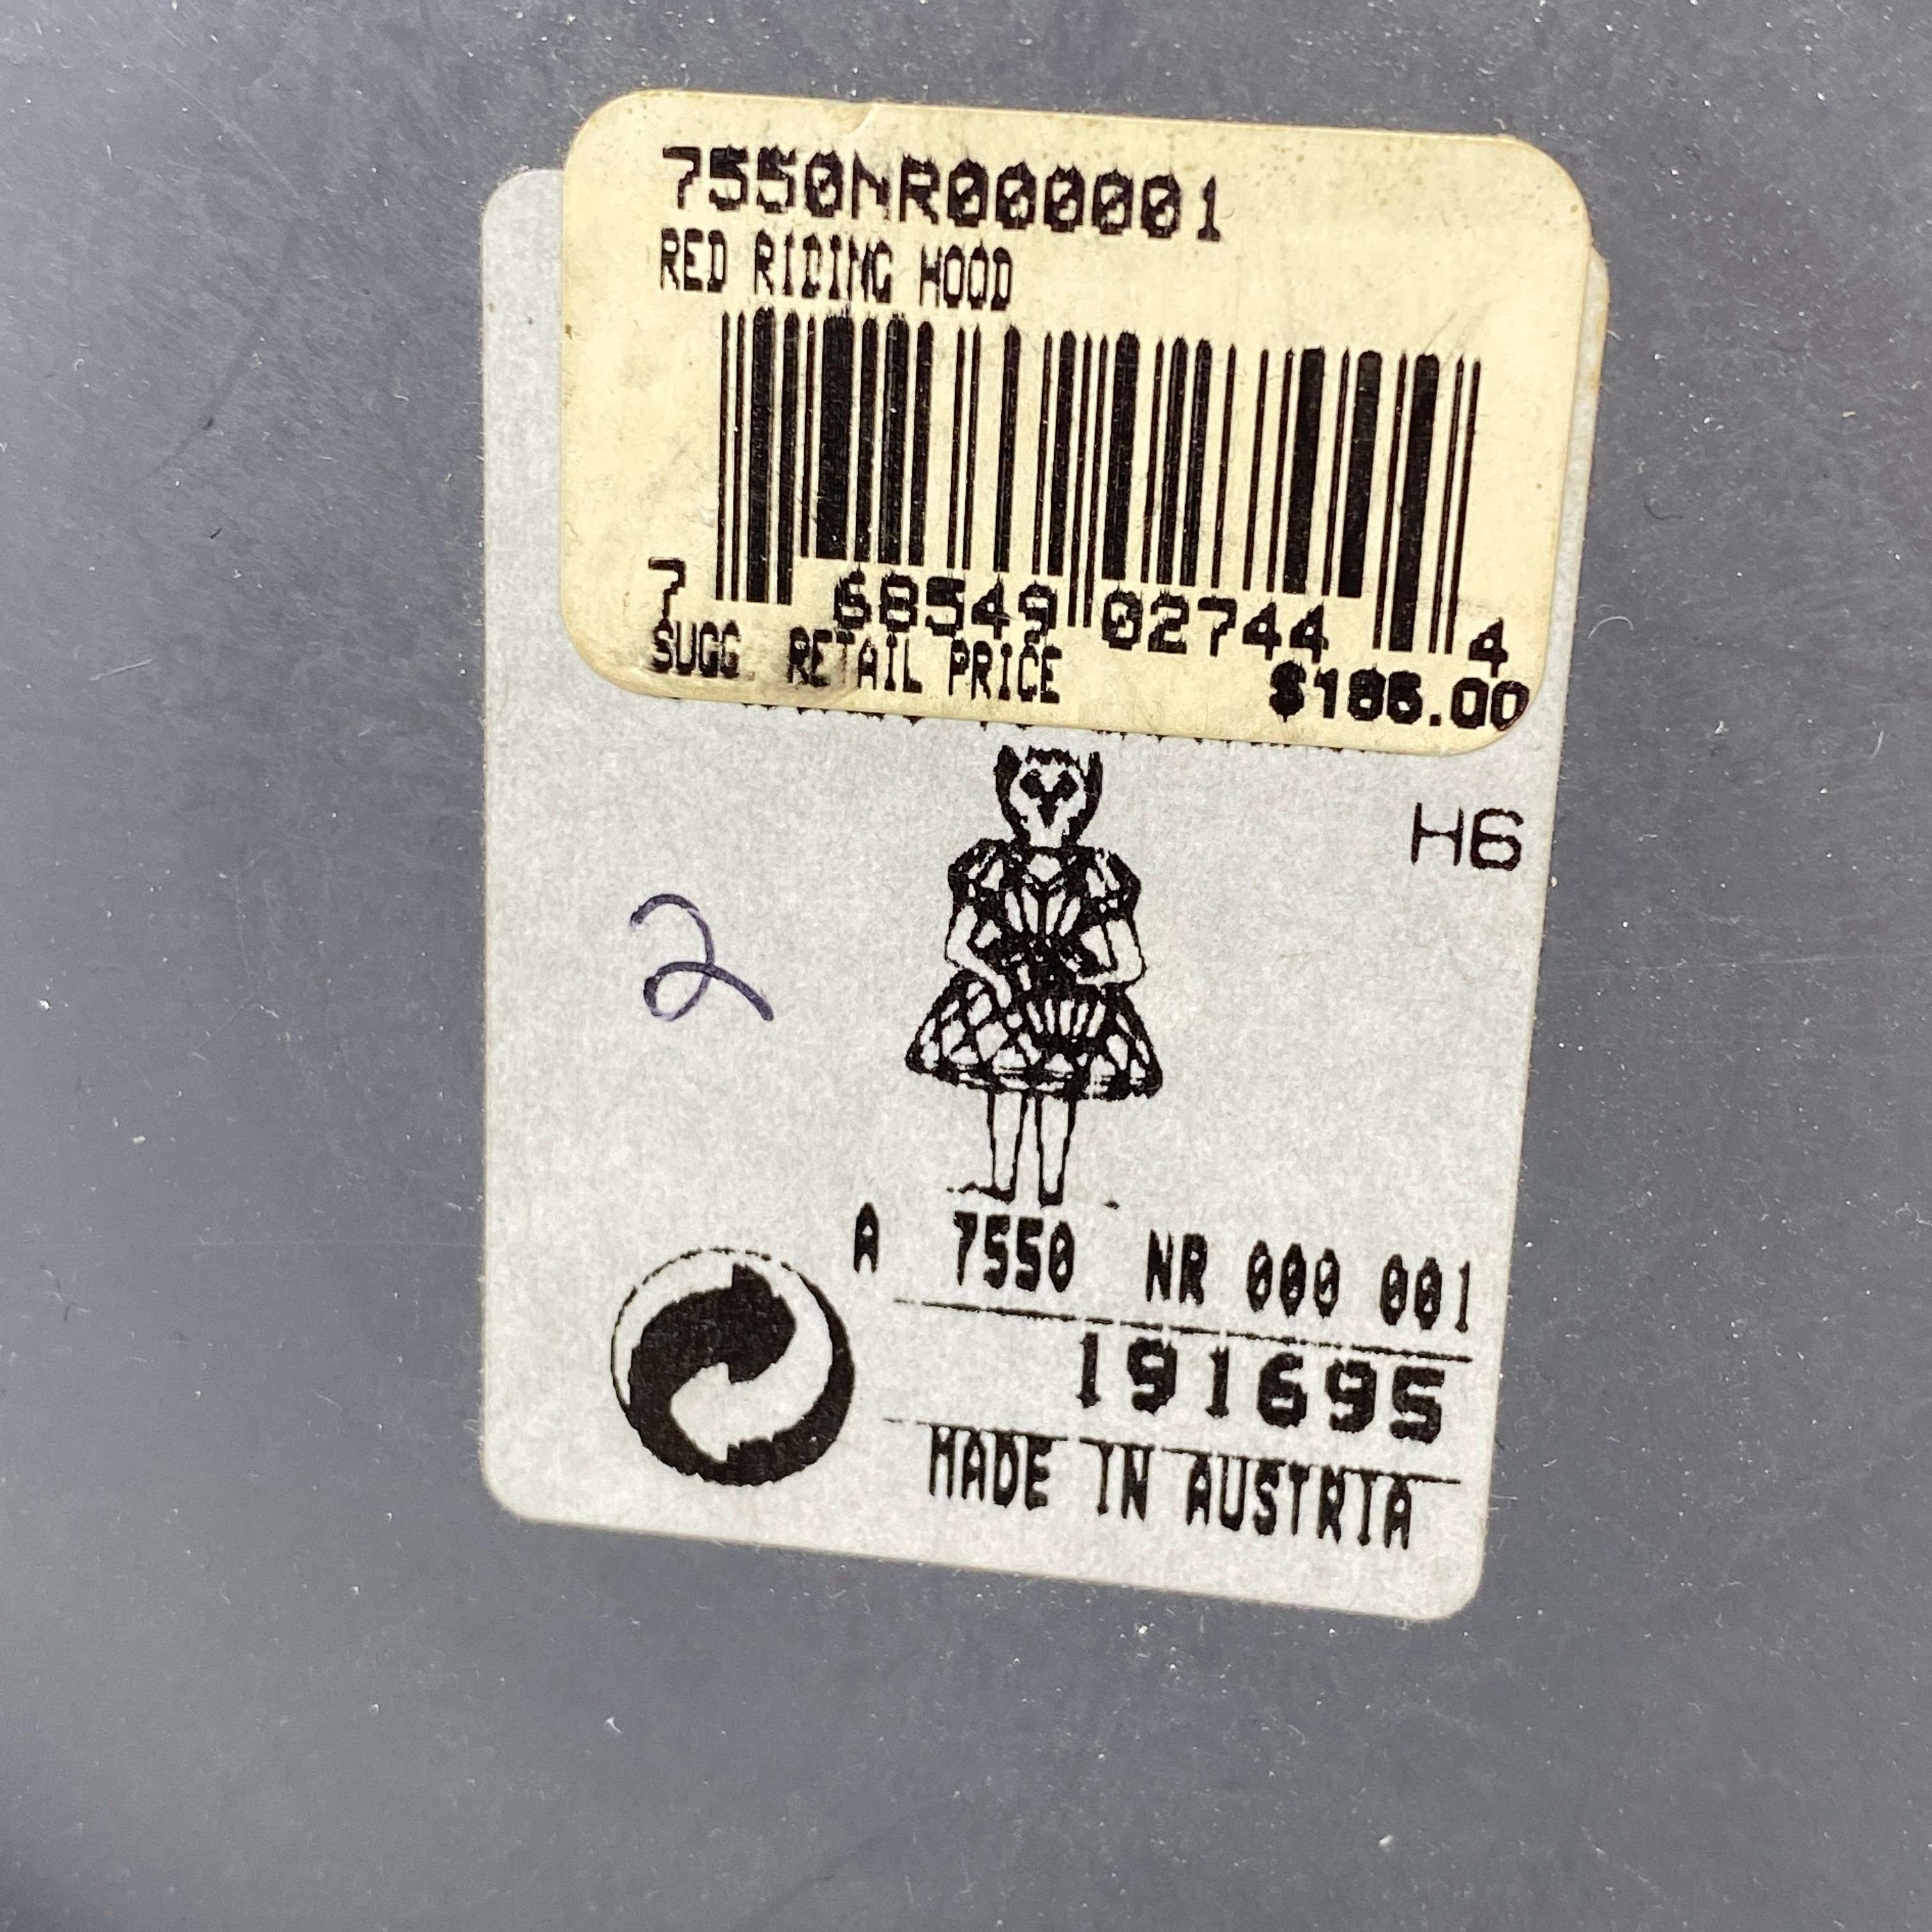 7550NR000001
RED RIDING HOOD
7 68549 02744 4
SUGG. RETAIL PRICE $185.00
H6
2
A 7550 NR 000 001
191695
MADE IN AUSTRIA